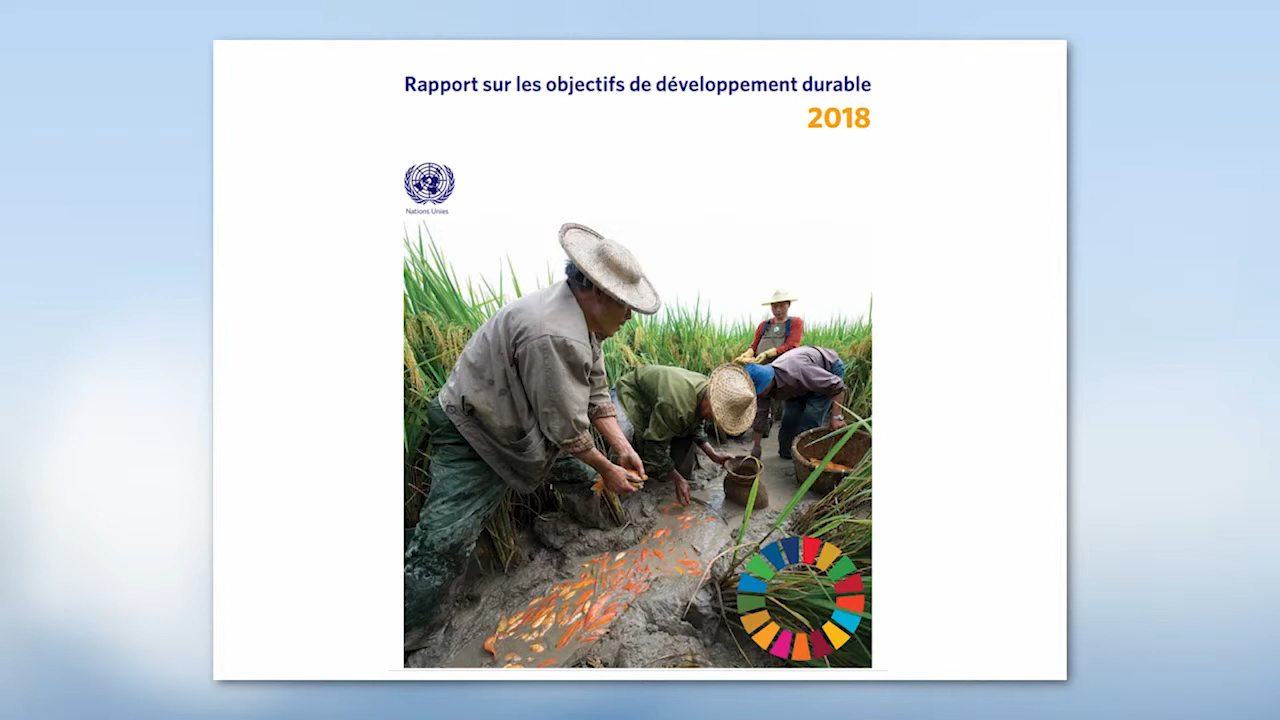 Rapport sur les objectifs de développement durable
2018
Nations Unies